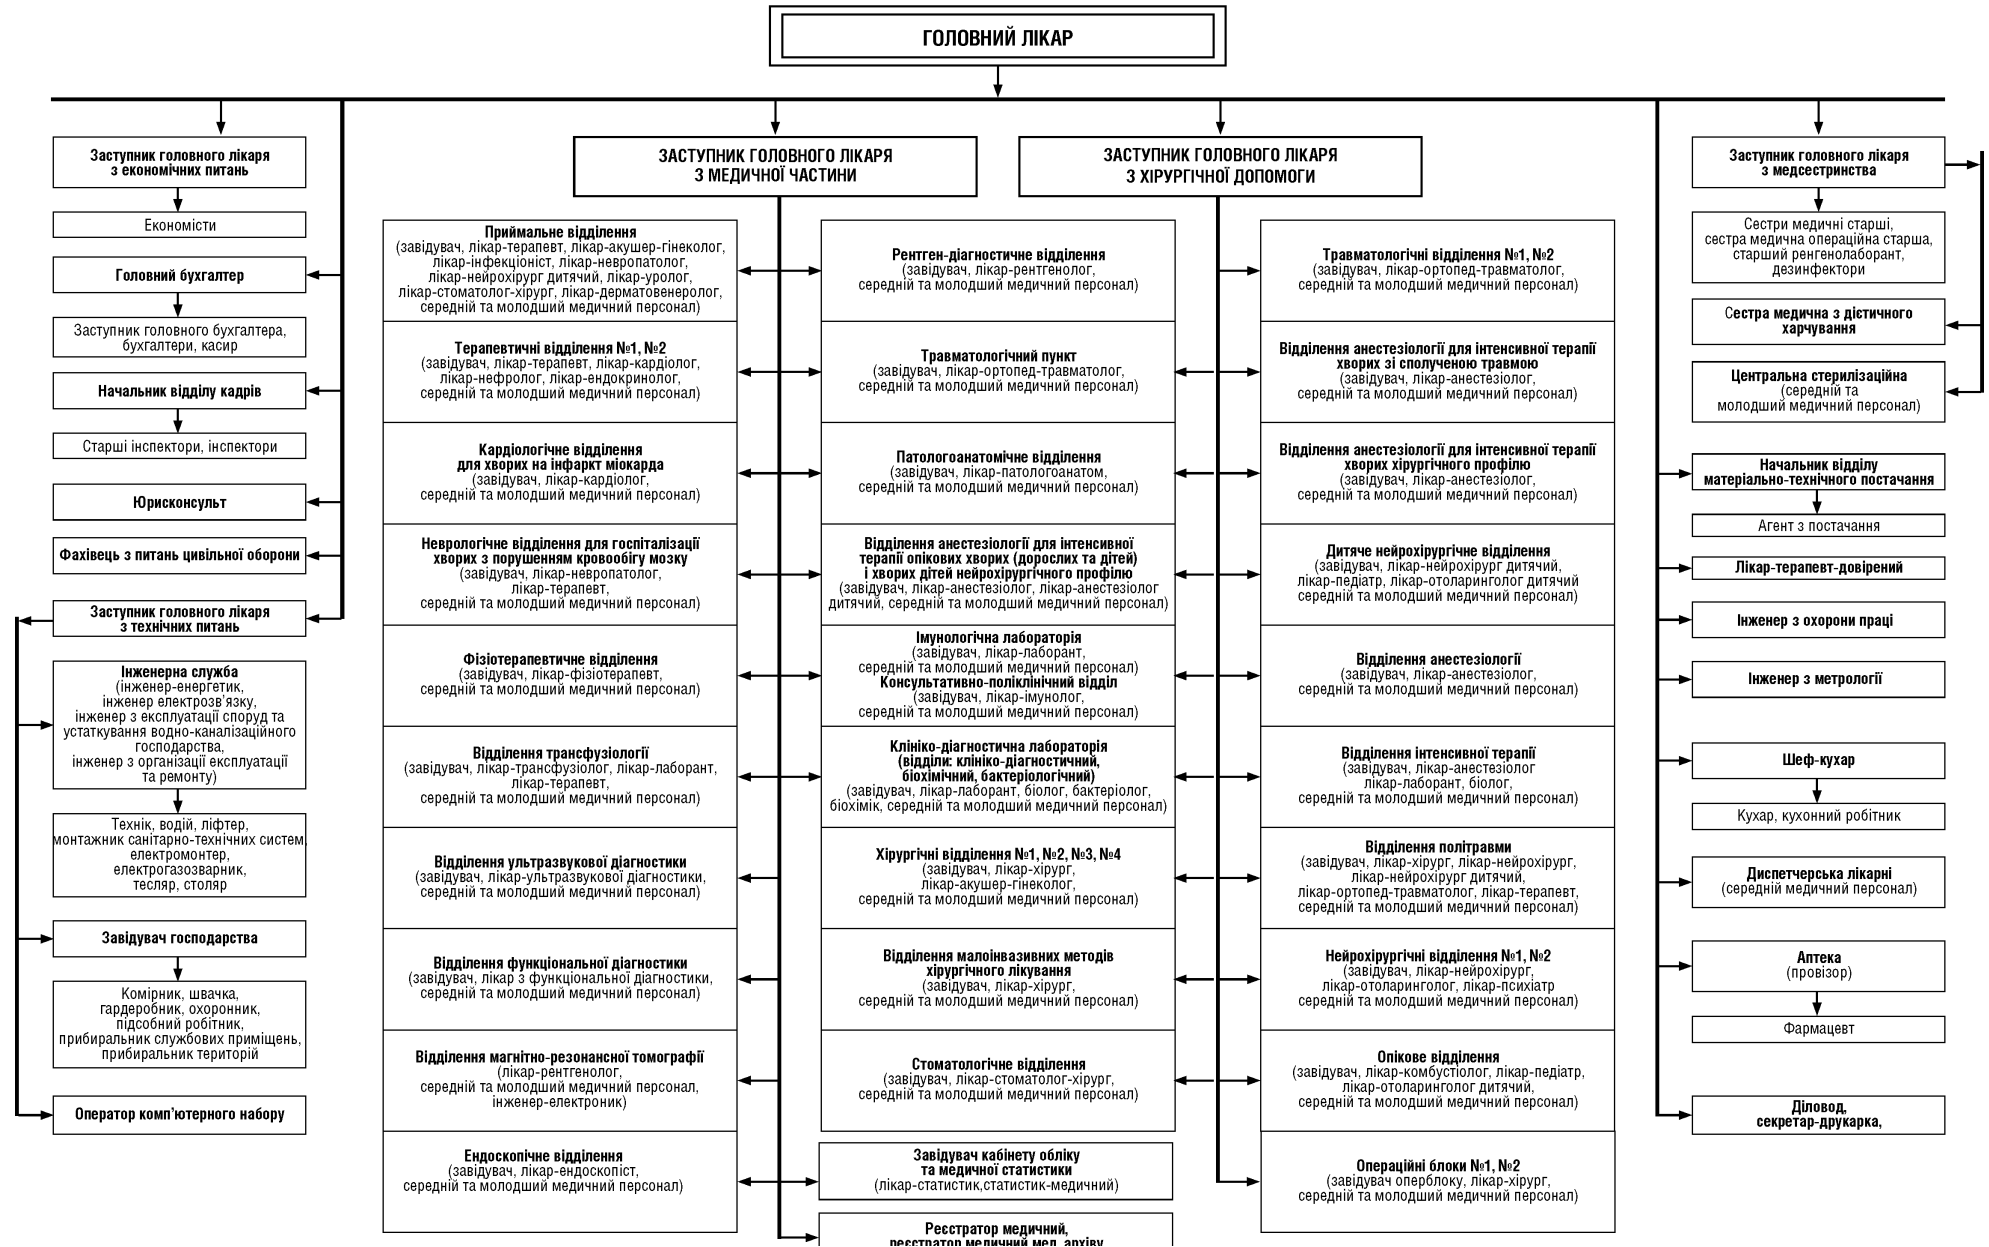 ГОЛОВНИЙ ЛІКАР
Заступник головного лікаря
з економічних питань
Економісти
Головний бухгалтер
Заступник головного бухгалтера,
бухгалтери, касир
Начальник відділу кадрів
Старші інспектори, інспектори
Юрисконсульт
Фахівець з питань цивільної оборони
Заступник головного лікаря
з технічних питань
Інженерна служба
(інженер-енергетик,
інженер електрозв’язку,
інженер з експлуатації споруд та
устаткування водно-каналізаційного
господарства,
інженер з організації експлуатації
та ремонту)
Технік, водій, ліфтер,
монтажник санітарно-технічних систем,
електромонтер,
електрогазозварник,
тесляр, столяр
Завідувач господарства
Комірник, швачка,
гардеробник, охоронник,
підсобний робітник,
прибиральник службових приміщень,
прибиральник територій
Оператор комп’ютерного набору
ЗАСТУПНИК ГОЛОВНОГО ЛІКАРЯ
З МЕДИЧНОЇ ЧАСТИНИ
Приймальне відділення
(завідувач, лікар-терапевт, лікар-акушер-гінеколог,
лікар-інфекціоніст, лікар-невропатолог,
лікар-нейрохірург дитячий, лікар-уролог,
лікар-стоматолог-хірург, лікар-дерматовенеролог,
середній та молодший медичний персонал)
Терапевтичні відділення №1, №2
(завідувач, лікар-терапевт, лікар-кардіолог,
лікар-нефролог, лікар-ендокринолог,
середній та молодший медичний персонал)
Кардіологічне відділення
для хворих на інфаркт міокарда
(завідувач, лікар-кардіолог,
середній та молодший медичний персонал)
Неврологічне відділення для госпіталізації
хворих з порушенням кровообігу мозку
(завідувач, лікар-невропатолог,
лікар-терапевт,
середній та молодший медичний персонал)
Фізіотерапевтичне відділення
(завідувач, лікар-фізіотерапевт,
середній та молодший медичний персонал)
Відділення трансфузіології
(завідувач, лікар-трансфузіолог, лікар-лаборант,
лікар-терапевт,
середній та молодший медичний персонал)
Відділення ультразвукової діагностики
(завідувач, лікар-ультразвукової діагностики,
середній та молодший медичний персонал)
Відділення функціональної діагностики
(завідувач, лікар з функціональної діагностики,
середній та молодший медичний персонал)
Відділення магнітно-резонансної томографії
(лікар-рентгенолог,
середній та молодший медичний персонал,
інженер-електроник)
Ендоскопічне відділення
(завідувач, лікар-ендоскопіст,
середній та молодший медичний персонал)
Рентген-діагностичне відділення
(завідувач, лікар-рентгенолог,
середній та молодший медичний персонал)
Травматологічний пункт
(завідувач, лікар-ортопед-травматолог,
середній та молодший медичний персонал)
Патологоанатомічне відділення
(завідувач, лікар-патологоанатом,
середній та молодший медичний персонал)
Відділення анестезіології для інтенсивної
терапії опікових хворих (дорослих та дітей)
і хворих дітей нейрохірургічного профілю
(завідувач, лікар-анестезіолог, лікар-анестезіолог
дитячий, середній та молодший медичний персонал)
Імунологічна лабораторія
(завідувач, лікар-лаборант,
середній та молодший медичний персонал)
Консультативно-поліклінічний відділ
(завідувач, лікар-імунолог,
середній та молодший медичний персонал)
Клініко-діагностична лабораторія
(відділи: клініко-діагностичний,
біохімічний, бактеріологічний)
(завідувач, лікар-лаборант, біолог, бактеріолог,
біохімік, середній та молодший медичний персонал)
Хірургічні відділення №1, №2, №3, №4
(завідувач, лікар-хірург,
лікар-акушер-гінеколог,
середній та молодший медичний персонал)
Відділення малоінвазивних методів
хірургічного лікування
(завідувач, лікар-хірург,
середній та молодший медичний персонал)
Стоматологічне відділення
(завідувач, лікар-стоматолог-хірург,
середній та молодший медичний персонал)
Завідувач кабінету обліку
та медичної статистики
(лікар-статистик,статистик-медичний)
Реєстратор медичний,
реєстратор медичний мед. архіву
ЗАСТУПНИК ГОЛОВНОГО ЛІКАРЯ
З ХІРУРГІЧНОЇ ДОПОМОГИ
Травматологічні відділення №1, №2
(завідувач, лікар-ортопед-травматолог,
середній та молодший медичний персонал)
Відділення анестезіології для інтенсивної терапії
хворих зі сполученою травмою
(завідувач, лікар-анестезіолог,
середній та молодший медичний персонал)
Відділення анестезіології для інтенсивної терапії
хворих хірургічного профілю
(завідувач, лікар-анестезіолог,
середній та молодший медичний персонал)
Дитяче нейрохірургічне відділення
(завідувач, лікар-нейрохірург дитячий,
лікар-педіатр, лікар-отоларинголог дитячий
середній та молодший медичний персонал)
Відділення анестезіології
(завідувач, лікар-анестезіолог,
середній та молодший медичний персонал)
Відділення інтенсивної терапії
(завідувач, лікар-анестезіолог
лікар-лаборант, біолог,
середній та молодший медичний персонал)
Відділення політравми
(завідувач, лікар-хірург, лікар-нейрохірург,
лікар-нейрохірург дитячий,
лікар-ортопед-травматолог, лікар-терапевт,
середній та молодший медичний персонал)
Нейрохірургічні відділення №1, №2
(завідувач, лікар-нейрохірург,
лікар-отоларинголог, лікар-психіатр
середній та молодший медичний персонал)
Опікове відділення
(завідувач, лікар-комбустіолог, лікар-педіатр,
лікар-отоларинголог дитячий,
середній та молодший медичний персонал)
Операційні блоки №1, №2
(завідувач оперблоку, лікар-хірург,
середній та молодший медичний персонал)
Заступник головного лікаря
з медсестринства
Сестри медичні старші,
сестра медична операційна старша,
старший ренгенолаборант,
дезинфектори
Сестра медична з дієтичного
харчування
Центральна стерилізаційна
(середній та
молодший медичний персонал)
Начальник відділу
матеріально-технічного постачання
Агент з постачання
Лікар-терапевт-довірений
Інженер з охорони праці
Інженер з метрології
Шеф-кухар
Кухар, кухонний робітник
Диспетчерська лікарні
(середній медичний персонал)
Аптека
(провізор)
Фармацевт
Діловод,
секретар-друкарка,